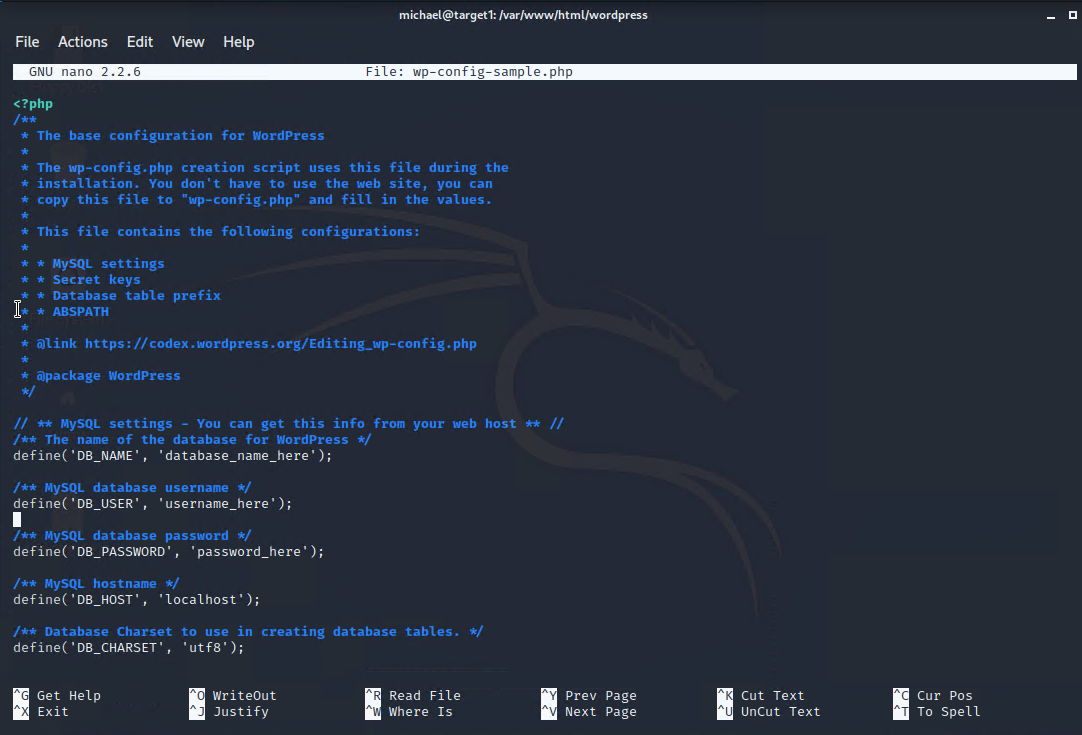 michael@target1: /var/www/html/wordpress
File Actions Edit View Help
GNU nano 2.2.6 File: wp-config-sample.php
<?php
/**
 * The base configuration for WordPress
 *
 * The wp-config.php creation script uses this file during the
 * installation. You don't have to use the web site, you can
 * copy this file to "wp-config.php" and fill in the values.
 *
 * This file contains the following configurations:
 *
 * * MySQL settings
 * * Secret keys
 * * Database table prefix
 * * ABSPATH
 *
 * @link https://codex.wordpress.org/Editing_wp-config.php
 *
 * @package WordPress
 */
// ** MySQL settings - You can get this info from your web host ** //
/** The name of the database for WordPress */
define('DB_NAME', 'database_name_here');
/** MySQL database username */
define('DB_USER', 'username_here');
/** MySQL database password */
define('DB_PASSWORD', 'password_here');
/** MySQL hostname */
define('DB_HOST', 'localhost');
/** Database Charset to use in creating database tables. */
define('DB_CHARSET', 'utf8');
^G Get Help ^O WriteOut ^R Read File ^Y Prev Page ^K Cut Text ^C Cur Pos
^X Exit ^J Justify ^W Where Is ^V Next Page ^U UnCut Text ^T To Spell